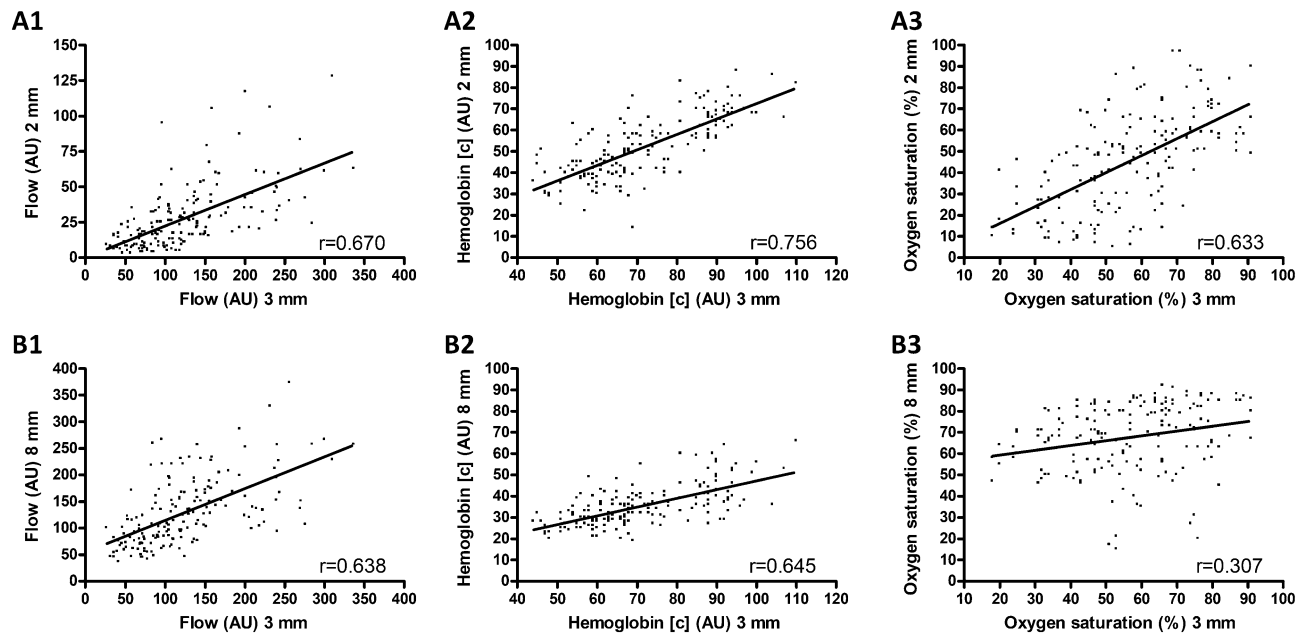 A1
150
125
100
75
50
25
0
Flow (AU) 2 mm
r=0.670
0 50 100 150 200 250 300 350 400
Flow (AU) 3 mm
A2
100
90
80
70
60
50
40
30
20
10
0
Hemoglobin [c] (AU) 2 mm
r=0.756
40 50 60 70 80 90 100 110 120
Hemoglobin [c] (AU) 3 mm
A3
100
90
80
70
60
50
40
30
20
10
0
Oxygen saturation (%) 2 mm
r=0.633
10 20 30 40 50 60 70 80 90 100
Oxygen saturation (%) 3 mm
B1
400
350
300
250
200
150
100
50
0
Flow (AU) 8 mm
r=0.638
0 50 100 150 200 250 300 350 400
Flow (AU) 3 mm
B2
100
90
80
70
60
50
40
30
20
10
0
Hemoglobin [c] (AU) 8 mm
r=0.645
40 50 60 70 80 90 100 110 120
Hemoglobin [c] (AU) 3 mm
B3
100
90
80
70
60
50
40
30
20
10
0
Oxygen saturation (%) 8 mm
r=0.307
10 20 30 40 50 60 70 80 90 100
Oxygen saturation (%) 3 mm